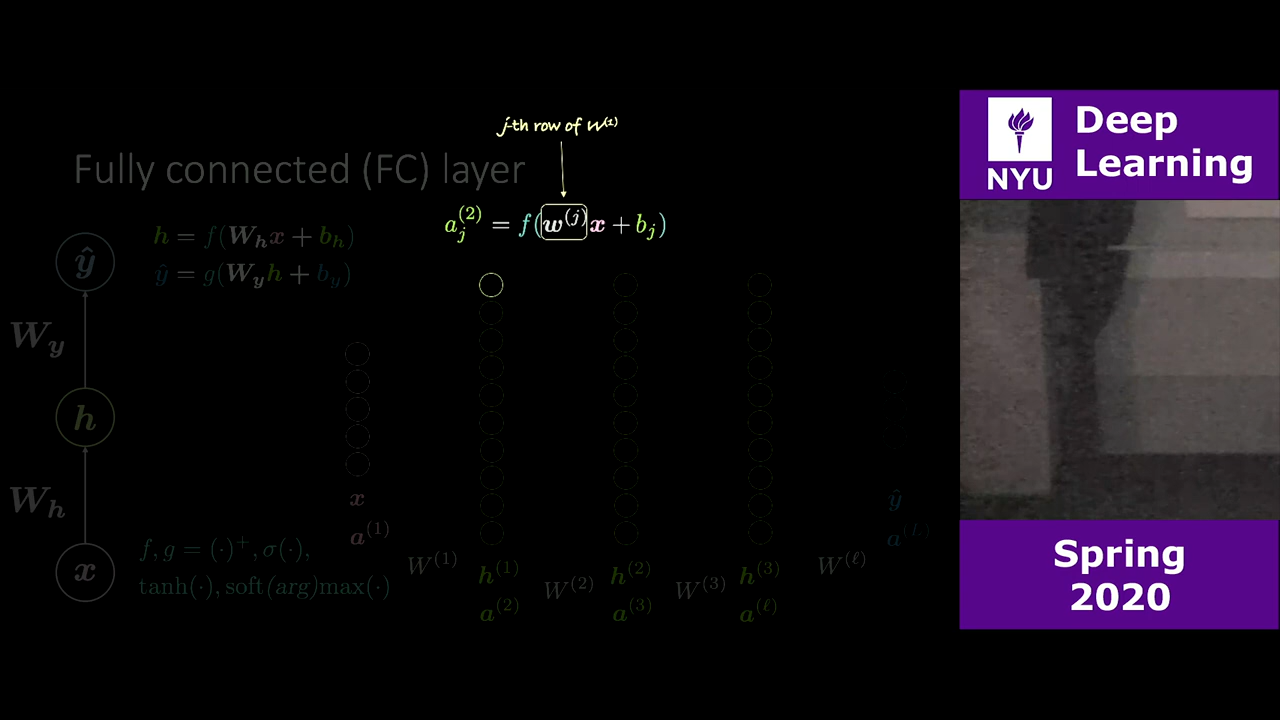 j-th row of W⁽¹⁾
Fully connected (FC) layer
a_j^{(2)} = f(w^{(j)}x + b_j)
h = f(W_h x + b_h)
ŷ = g(W_y h + b_y)
ŷ
W_y
h
W_h
x
f, g = (·)⁺, σ(·),
tanh(·), soft(arg)max(·)
x
a⁽¹⁾
W⁽¹⁾
h⁽¹⁾
a⁽²⁾
W⁽²⁾
h⁽²⁾
a⁽³⁾
W⁽³⁾
h⁽³⁾
a^{(ℓ)}
W^{(ℓ)}
ŷ
a^{(L)}
NYU
Deep
Learning
Spring
2020